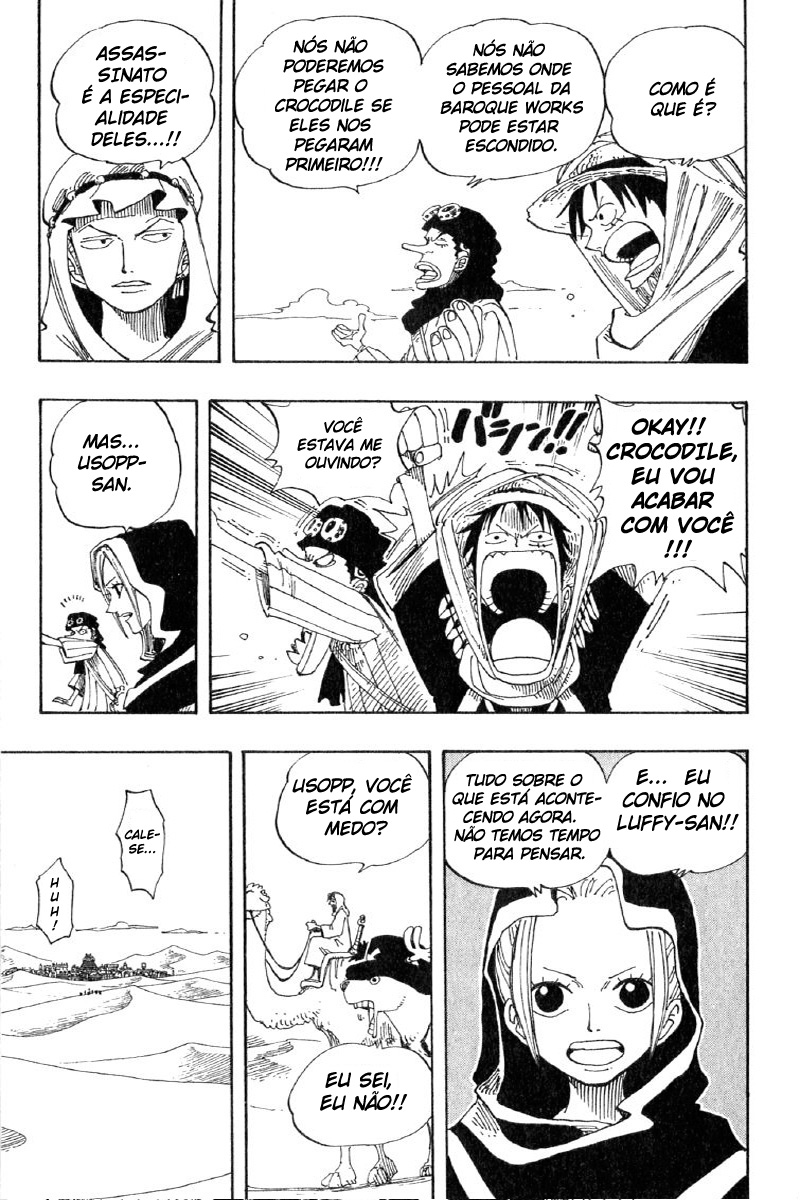 COMO É
QUE É?
NÓS NÃO
SABEMOS ONDE
O PESSOAL DA
BAROQUE WORKS
PODE ESTAR
ESCONDIDO.
NÓS NÃO
PODEREMOS
PEGAR O
CROCODILE SE
ELES NOS
PEGARAM
PRIMEIRO!!!
ASSAS-
SINATO
É A ESPECI-
ALIDADE
DELES...!!
OKAY!!
CROCODILE,
EU VOU
ACABAR
COM VOCÊ
!!!
バシン!!
VOCÊ
ESTAVA ME
OUVINDO?
MAS...
USOPP-
SAN.
E... EU
CONFIO NO
LUFFY-SAN!!
TUDO SOBRE O
QUE ESTÁ ACONTE-
CENDO AGORA.
NÃO TEMOS TEMPO
PARA PENSAR.
USOPP, VOCÊ
ESTÁ COM
MEDO?
EU SEI,
EU NÃO!!
CALE-
SE...
HUH!